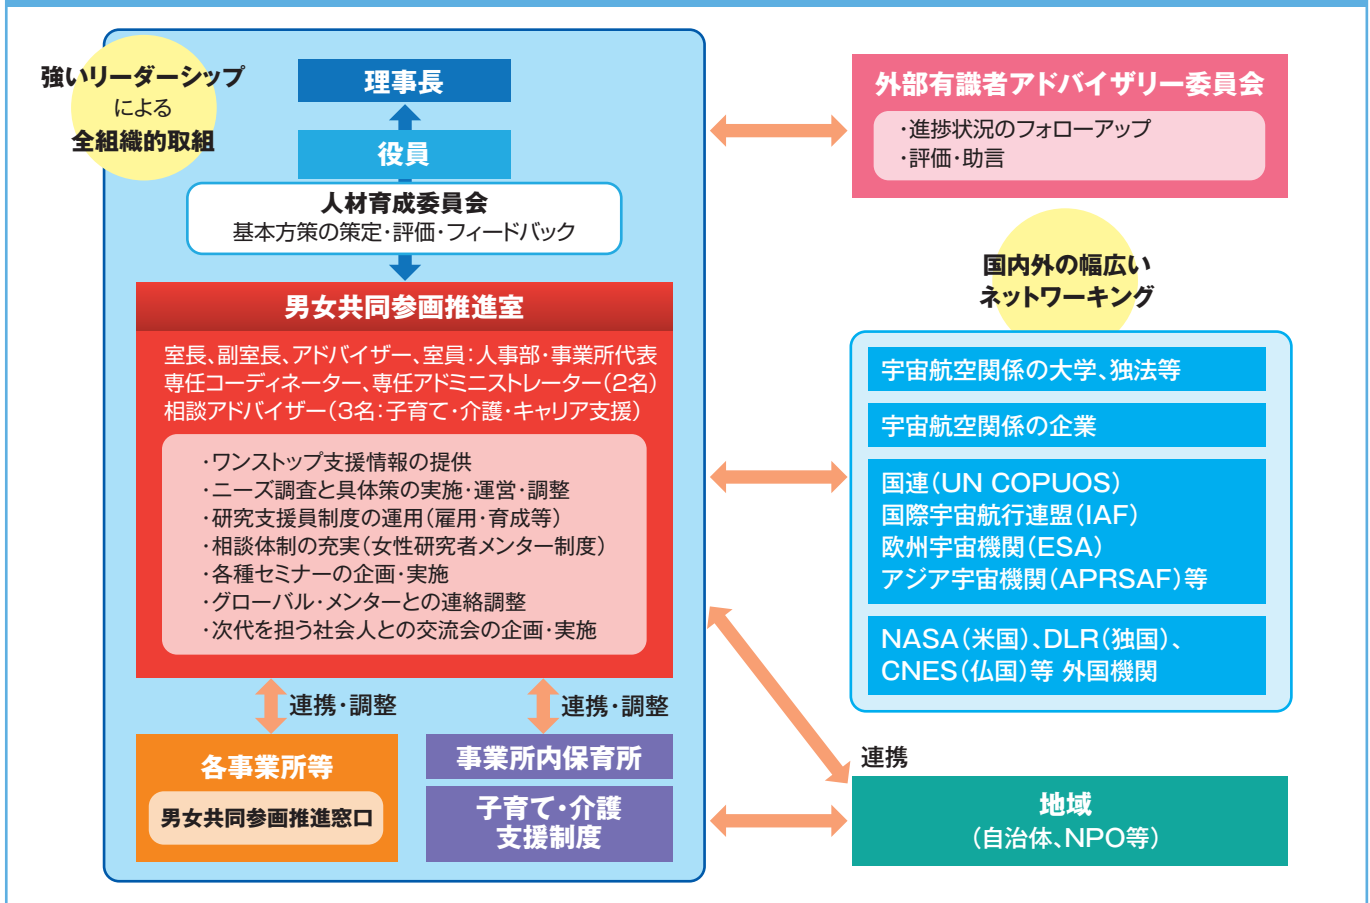 強いリーダーシップ
による
全組織的取組
理事長
役員
人材育成委員会
基本方策の策定・評価・フィードバック
男女共同参画推進室
室長、副室長、アドバイザー、室員：人事部・事業所代表
専任コーディネーター、専任アドミニストレーター（2名）
相談アドバイザー（3名：子育て・介護・キャリア支援）
・ワンストップ支援情報の提供
・ニーズ調査と具体策の実施・運営・調整
・研究支援員制度の運用（雇用・育成等）
・相談体制の充実（女性研究者メンター制度）
・各種セミナーの企画・実施
・グローバル・メンターとの連絡調整
・次代を担う社会人との交流会の企画・実施
連携・調整
連携・調整
各事業所等
男女共同参画推進窓口
事業所内保育所
子育て・介護
支援制度
外部有識者アドバイザリー委員会
・進捗状況のフォローアップ
・評価・助言
国内外の幅広い
ネットワーキング
宇宙航空関係の大学、独法等
宇宙航空関係の企業
国連（UN COPUOS）
国際宇宙航行連盟（IAF）
欧州宇宙機関（ESA）
アジア宇宙機関（APRSAF）等
NASA（米国）、DLR（独国）、
CNES（仏国）等 外国機関
連携
地域
（自治体、NPO等）